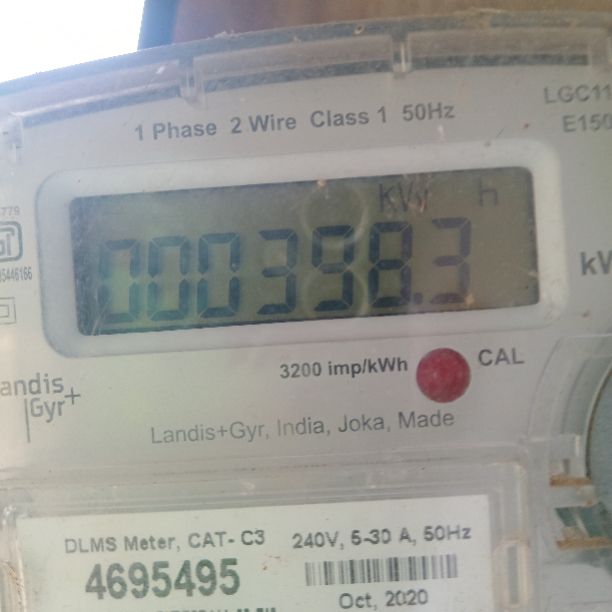 1 Phase 2 Wire Class 1 50Hz
LGC11
E150
KW h
000398.3
kW
3200 imp/kWh
CAL
andis
Gyr+
Landis+Gyr, India, Joka, Made
DLMS Meter, CAT- C3
240V, 5-30 A, 50Hz
4695495
Oct, 2020